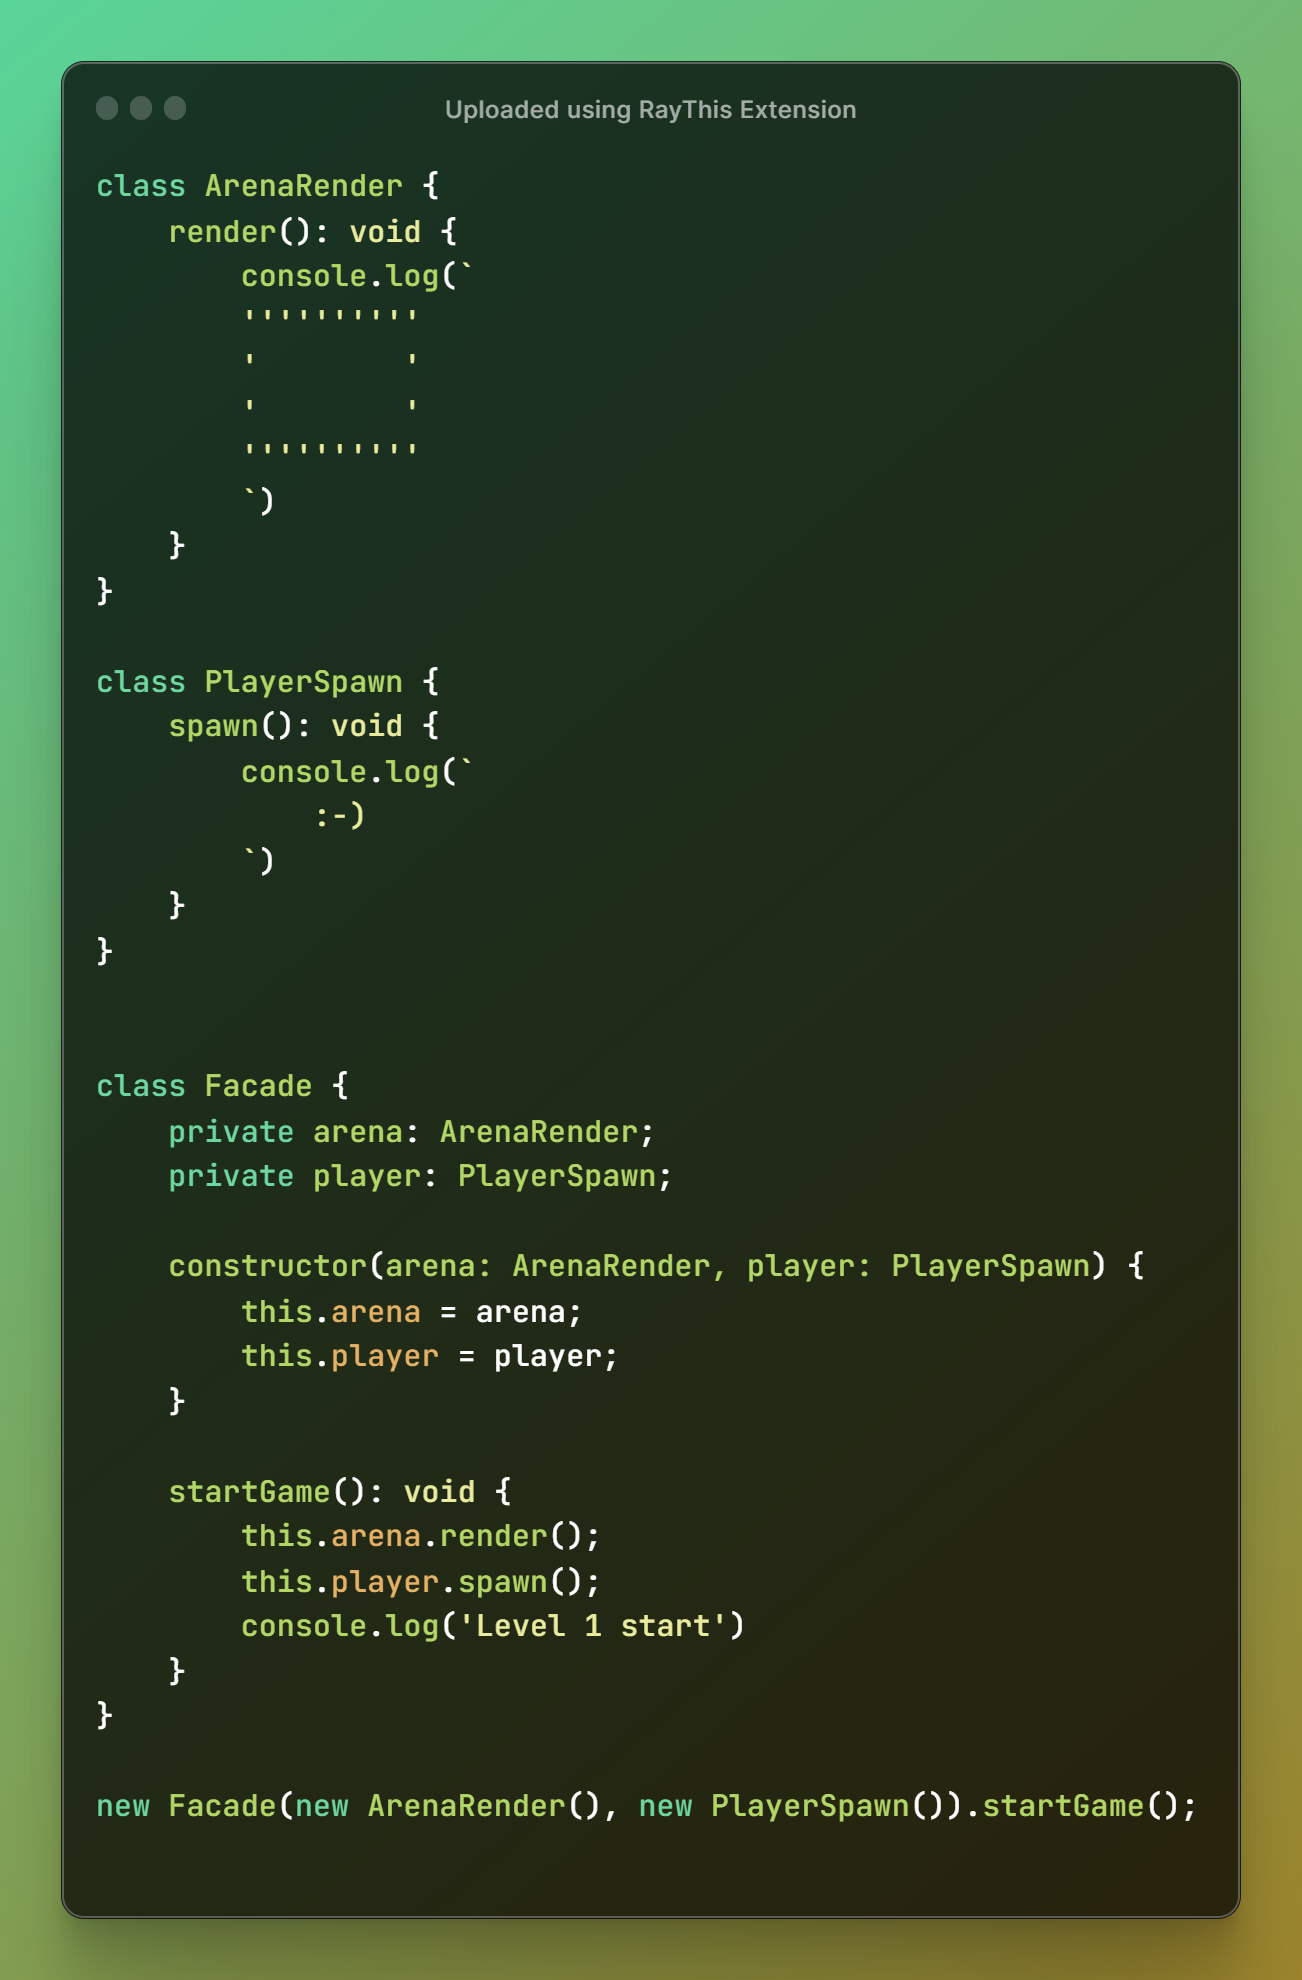 Uploaded using RayThis Extension
class ArenaRender {
    render(): void {
        console.log(`
        ''''''''''
        '        '
        '        '
        ''''''''''
        `)
    }
}

class PlayerSpawn {
    spawn(): void {
        console.log(`
            :-)
        `)
    }
}


class Facade {
    private arena: ArenaRender;
    private player: PlayerSpawn;

    constructor(arena: ArenaRender, player: PlayerSpawn) {
        this.arena = arena;
        this.player = player;
    }

    startGame(): void {
        this.arena.render();
        this.player.spawn();
        console.log('Level 1 start')
    }
}

new Facade(new ArenaRender(), new PlayerSpawn()).startGame();